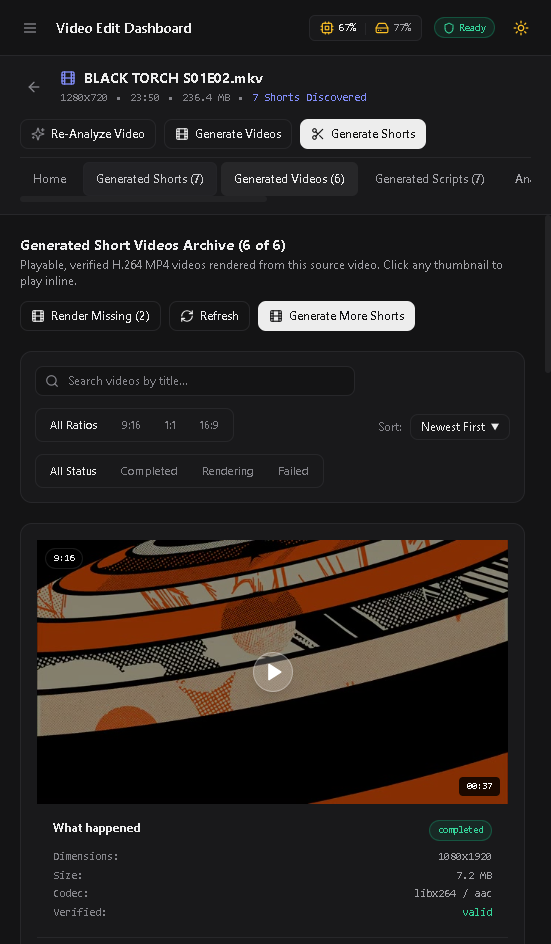 Video Edit Dashboard
67%
77%
Ready
BLACK TORCH S01E02.mkv
1280x720 • 23:50 • 236.4 MB • 7 Shorts Discovered
Re-Analyze Video
Generate Videos
Generate Shorts
Home
Generated Shorts (7)
Generated Videos (6)
Generated Scripts (7)
Generated Short Videos Archive (6 of 6)
Playable, verified H.264 MP4 videos rendered from this source video. Click any thumbnail to
play inline.
Render Missing (2)
Refresh
Generate More Shorts
Search videos by title...
All Ratios
9:16
1:1
16:9
Sort:
Newest First ▼
All Status
Completed
Rendering
Failed
9:16
00:37
What happened
completed
Dimensions:
1080x1920
Size:
7.2 MB
Codec:
libx264 / aac
Verified:
valid